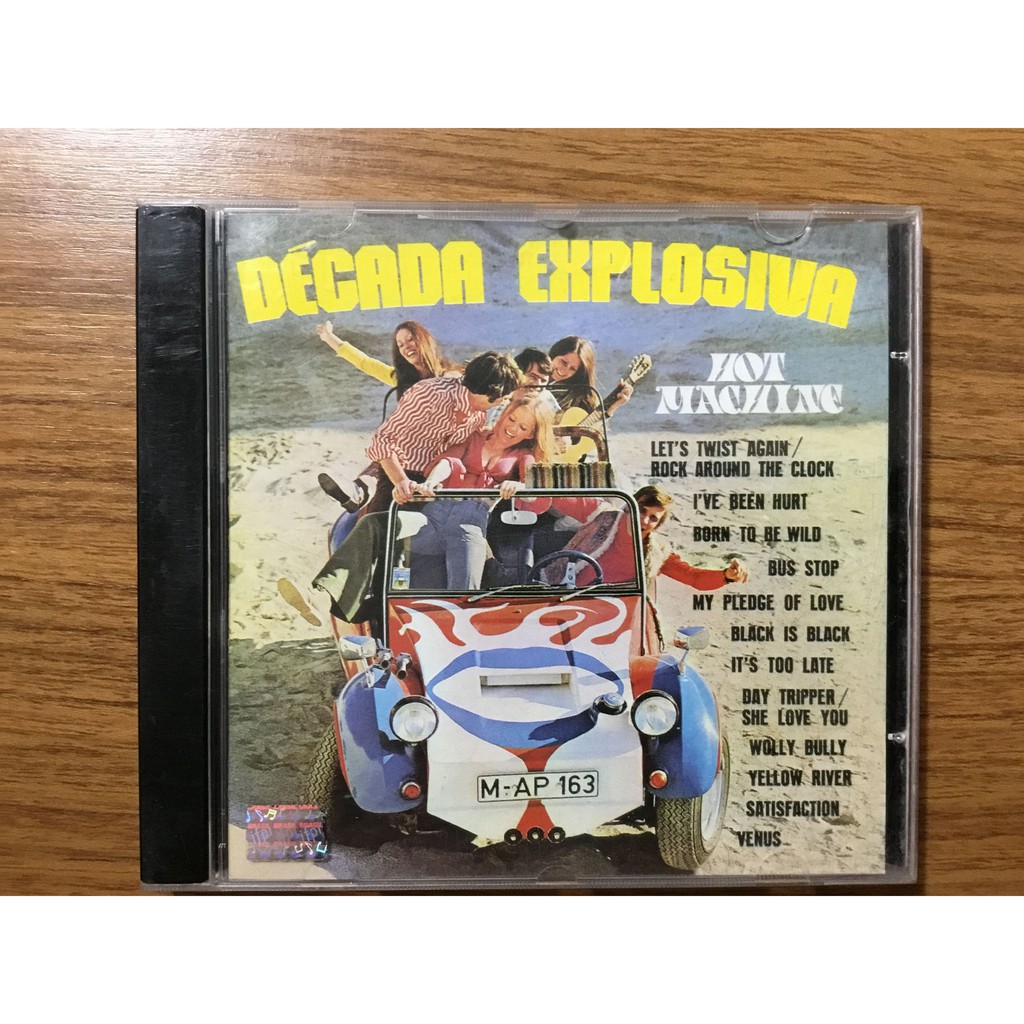 DÉCADA EXPLOSIVA
HOT
MACHINE
LET'S TWIST AGAIN/
ROCK AROUND THE CLOCK
I'VE BEEN HURT
BORN TO BE WILD
BUS STOP
MY PLEDGE OF LOVE
BLACK IS BLACK
IT'S TOO LATE
DAY TRIPPER/
SHE LOVE YOU
WOLLY BULLY
YELLOW RIVER
SATISFACTION
VENUS
M-AP 163